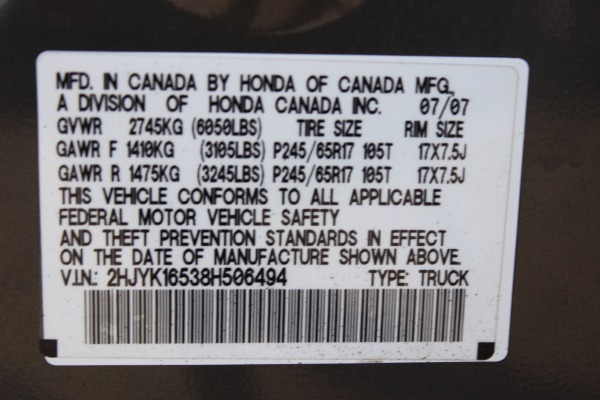 MFD. IN CANADA BY HONDA OF CANADA MFG.,
A DIVISION OF HONDA CANADA INC. 07/07
GVWR 2745KG (6050LBS) TIRE SIZE RIM SIZE
GAWR F 1410KG (3105LBS) P245/65R17 105T 17X7.5J
GAWR R 1475KG (3245LBS) P245/65R17 105T 17X7.5J
THIS VEHICLE CONFORMS TO ALL APPLICABLE
FEDERAL MOTOR VEHICLE SAFETY
AND THEFT PREVENTION STANDARDS IN EFFECT
ON THE DATE OF MANUFACTURE SHOWN ABOVE.
V.I.N.: 2HJYK16538H506494 TYPE: TRUCK